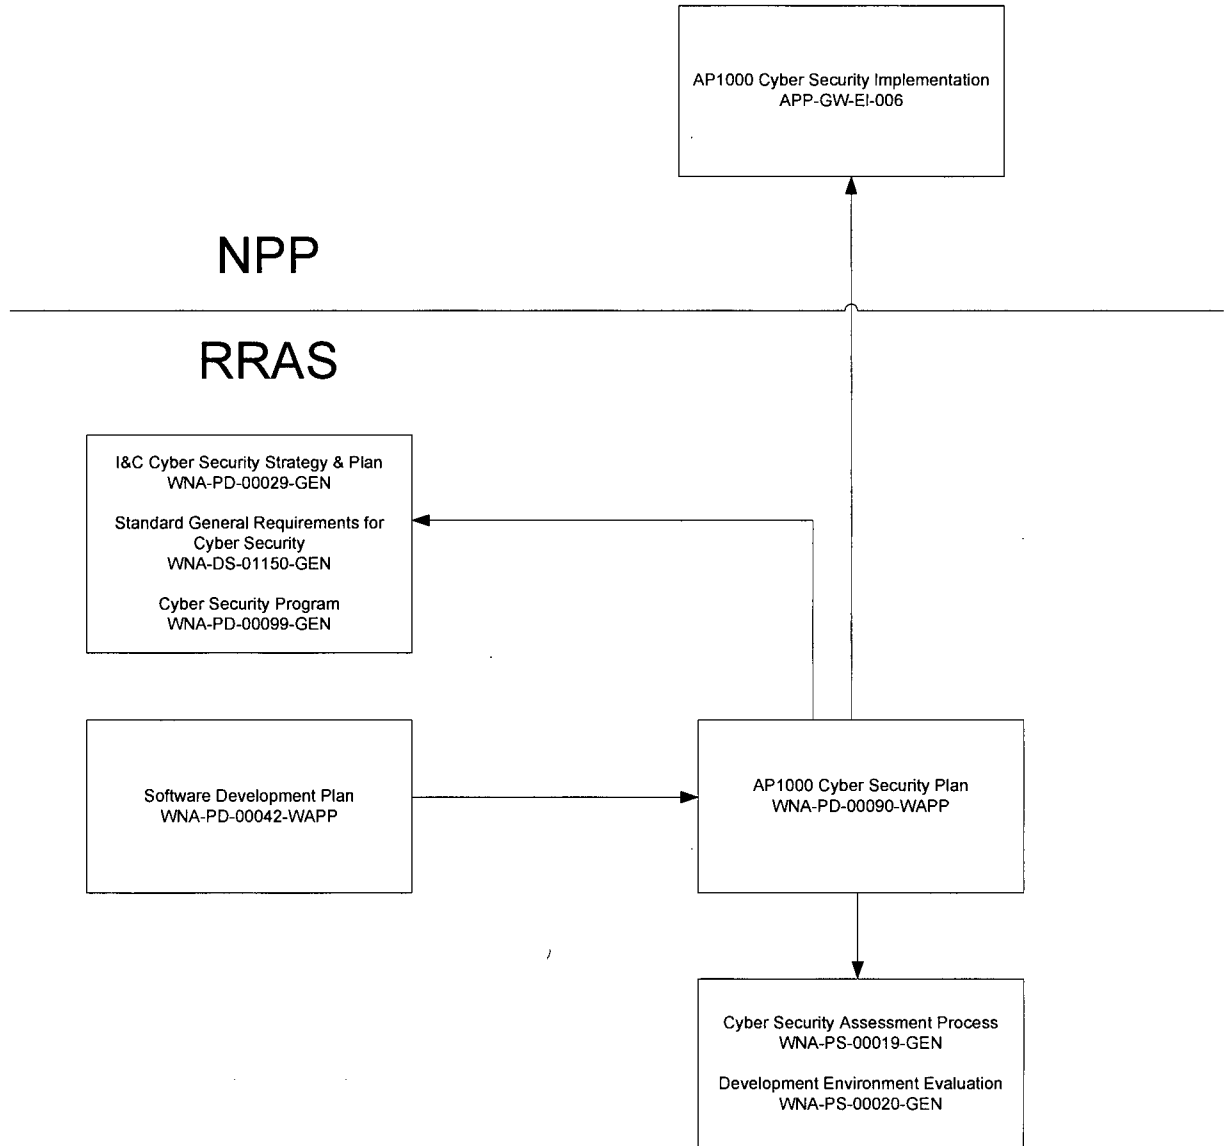 AP1000 Cyber Security Implementation
APP-GW-EI-006
NPP
RRAS
I&C Cyber Security Strategy & Plan
WNA-PD-00029-GEN
Standard General Requirements for
Cyber Security
WNA-DS-01150-GEN
Cyber Security Program
WNA-PD-00099-GEN
Software Development Plan
WNA-PD-00042-WAPP
AP1000 Cyber Security Plan
WNA-PD-00090-WAPP
Cyber Security Assessment Process
WNA-PS-00019-GEN
Development Environment Evaluation
WNA-PS-00020-GEN